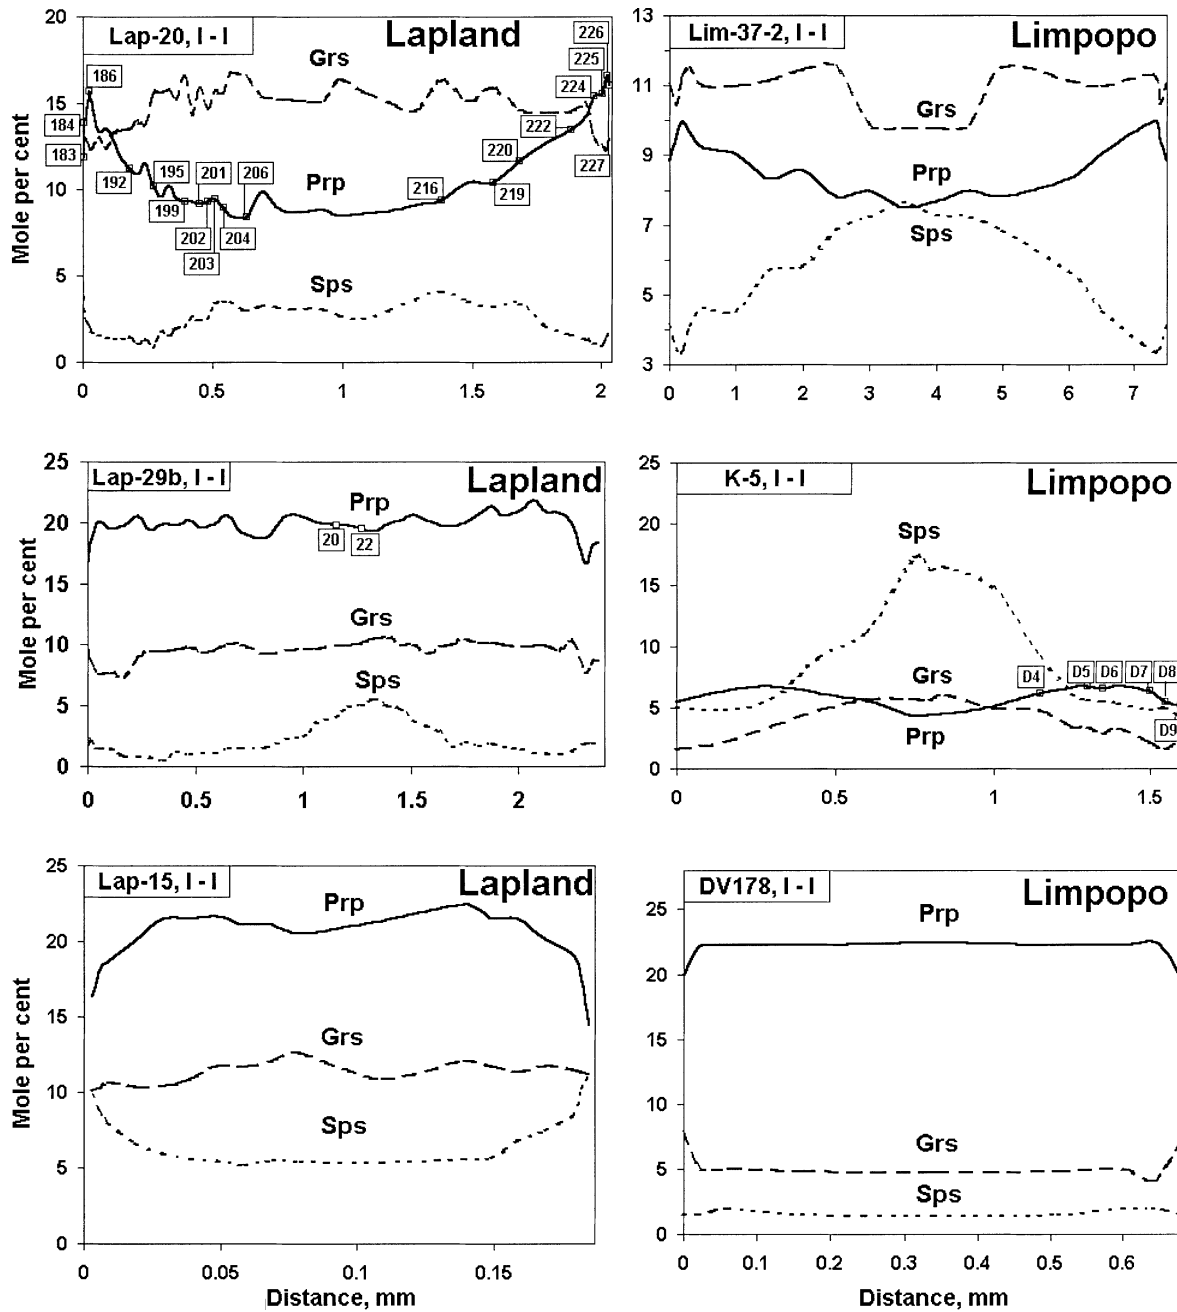 Lap-20, I - I
Lapland
Mole per cent
20
15
10
5
0
0
0.5
1
1.5
2
Grs
Prp
Sps
183
184
186
192
195
199
201
202
203
204
206
216
219
220
222
224
225
226
227
Lim-37-2, I - I
Limpopo
13
11
9
7
5
3
0
1
2
3
4
5
6
7
Grs
Prp
Sps
Lap-29b, I - I
Lapland
Mole per cent
25
20
15
10
5
0
0
0.5
1
1.5
2
Prp
20
22
Grs
Sps
K-5, I - I
Limpopo
25
20
15
10
5
0
0
0.5
1
1.5
Sps
Grs
Prp
D4
D5
D6
D7
D8
D9
Lap-15, I - I
Lapland
Mole per cent
25
20
15
10
5
0
0
0.05
0.1
0.15
Prp
Grs
Sps
Distance, mm
DV178, I - I
Limpopo
25
20
15
10
5
0
0
0.1
0.2
0.3
0.4
0.5
0.6
Prp
Grs
Sps
Distance, mm